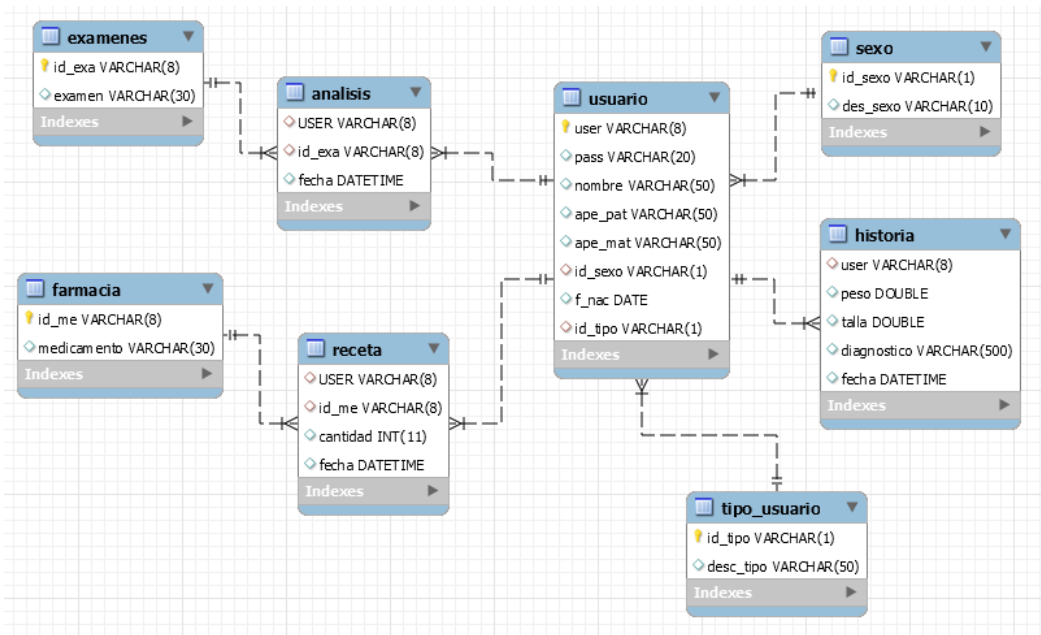 examenes
id_exa VARCHAR(8)
examen VARCHAR(30)
Indexes
analisis
USER VARCHAR(8)
id_exa VARCHAR(8)
fecha DATETIME
Indexes
usuario
user VARCHAR(8)
pass VARCHAR(20)
nombre VARCHAR(50)
ape_pat VARCHAR(50)
ape_mat VARCHAR(50)
id_sexo VARCHAR(1)
f_nac DATE
id_tipo VARCHAR(1)
Indexes
sexo
id_sexo VARCHAR(1)
des_sexo VARCHAR(10)
Indexes
historia
user VARCHAR(8)
peso DOUBLE
talla DOUBLE
diagnostico VARCHAR(500)
fecha DATETIME
Indexes
farmacia
id_me VARCHAR(8)
medicamento VARCHAR(30)
Indexes
receta
USER VARCHAR(8)
id_me VARCHAR(8)
cantidad INT(11)
fecha DATETIME
Indexes
tipo_usuario
id_tipo VARCHAR(1)
desc_tipo VARCHAR(50)
Indexes